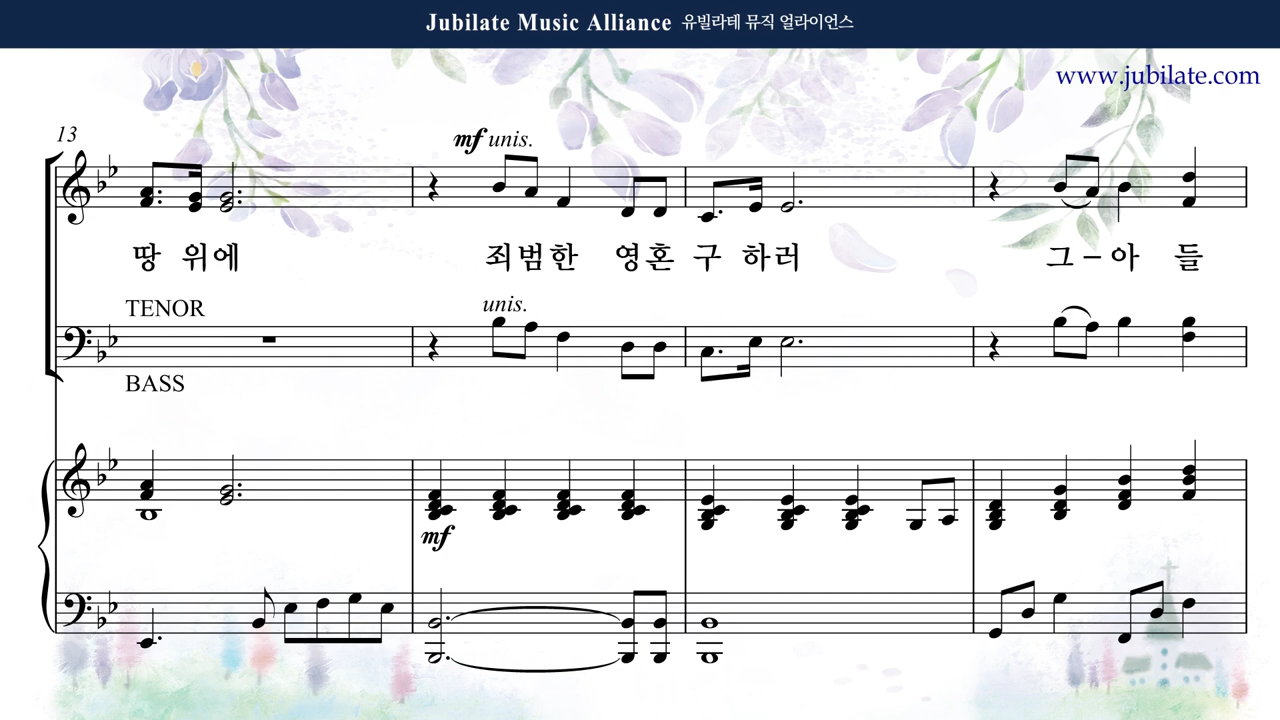 Jubilate Music Alliance 유빌라테 뮤직 얼라이언스
www.jubilate.com
13
mf unis.
땅 위에 죄범한 영혼 구 하러 그-아 들
TENOR
unis.
BASS
mf